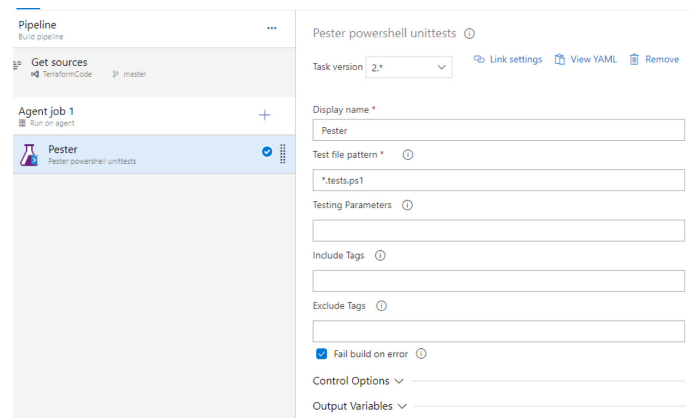 Pipeline
Build pipeline
Get sources
TerraformCode master
Agent job 1
Run on agent
Pester
Pester powershell unittests
Pester powershell unittests
Task version 2.*
Link settings View YAML Remove
Display name *
Pester
Test file pattern *
*.tests.ps1
Testing Parameters
Include Tags
Exclude Tags
Fail build on error
Control Options
Output Variables